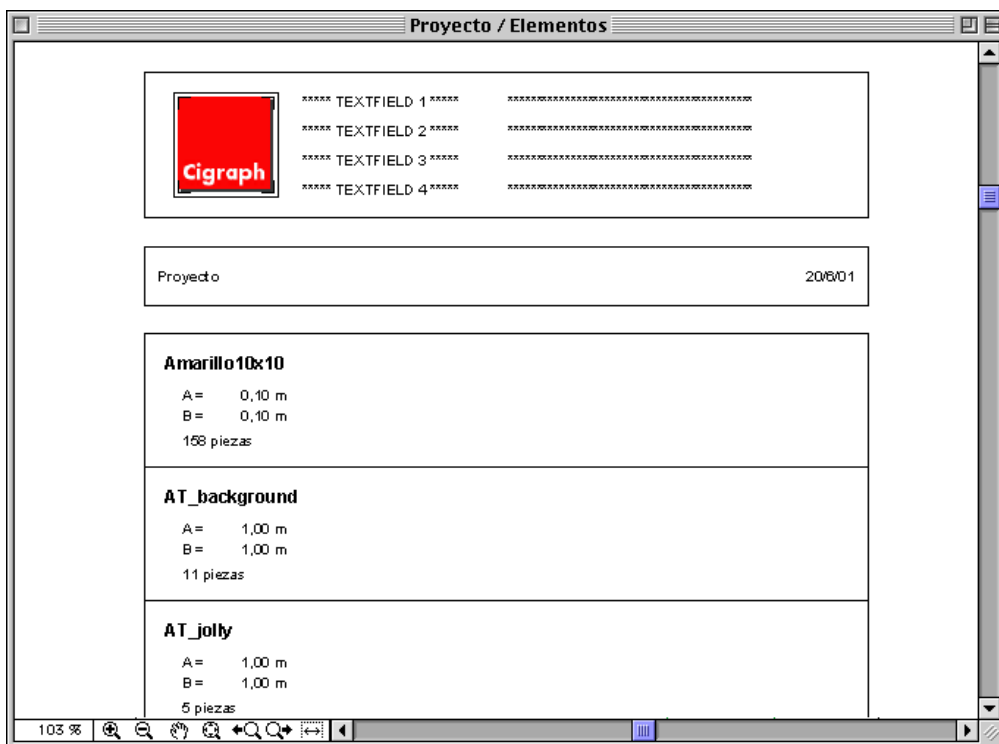 Proyecto / Elementos
Cigraph
***** TEXTFIELD 1 ***** ******************************************
***** TEXTFIELD 2 ***** ******************************************
***** TEXTFIELD 3 ***** ******************************************
***** TEXTFIELD 4 ***** ******************************************
Proyecto 20/6/01
Amarillo10x10
A = 0,10 m
B = 0,10 m
158 piezas
AT_background
A = 1,00 m
B = 1,00 m
11 piezas
AT_jolly
A = 1,00 m
B = 1,00 m
5 piezas
103 %